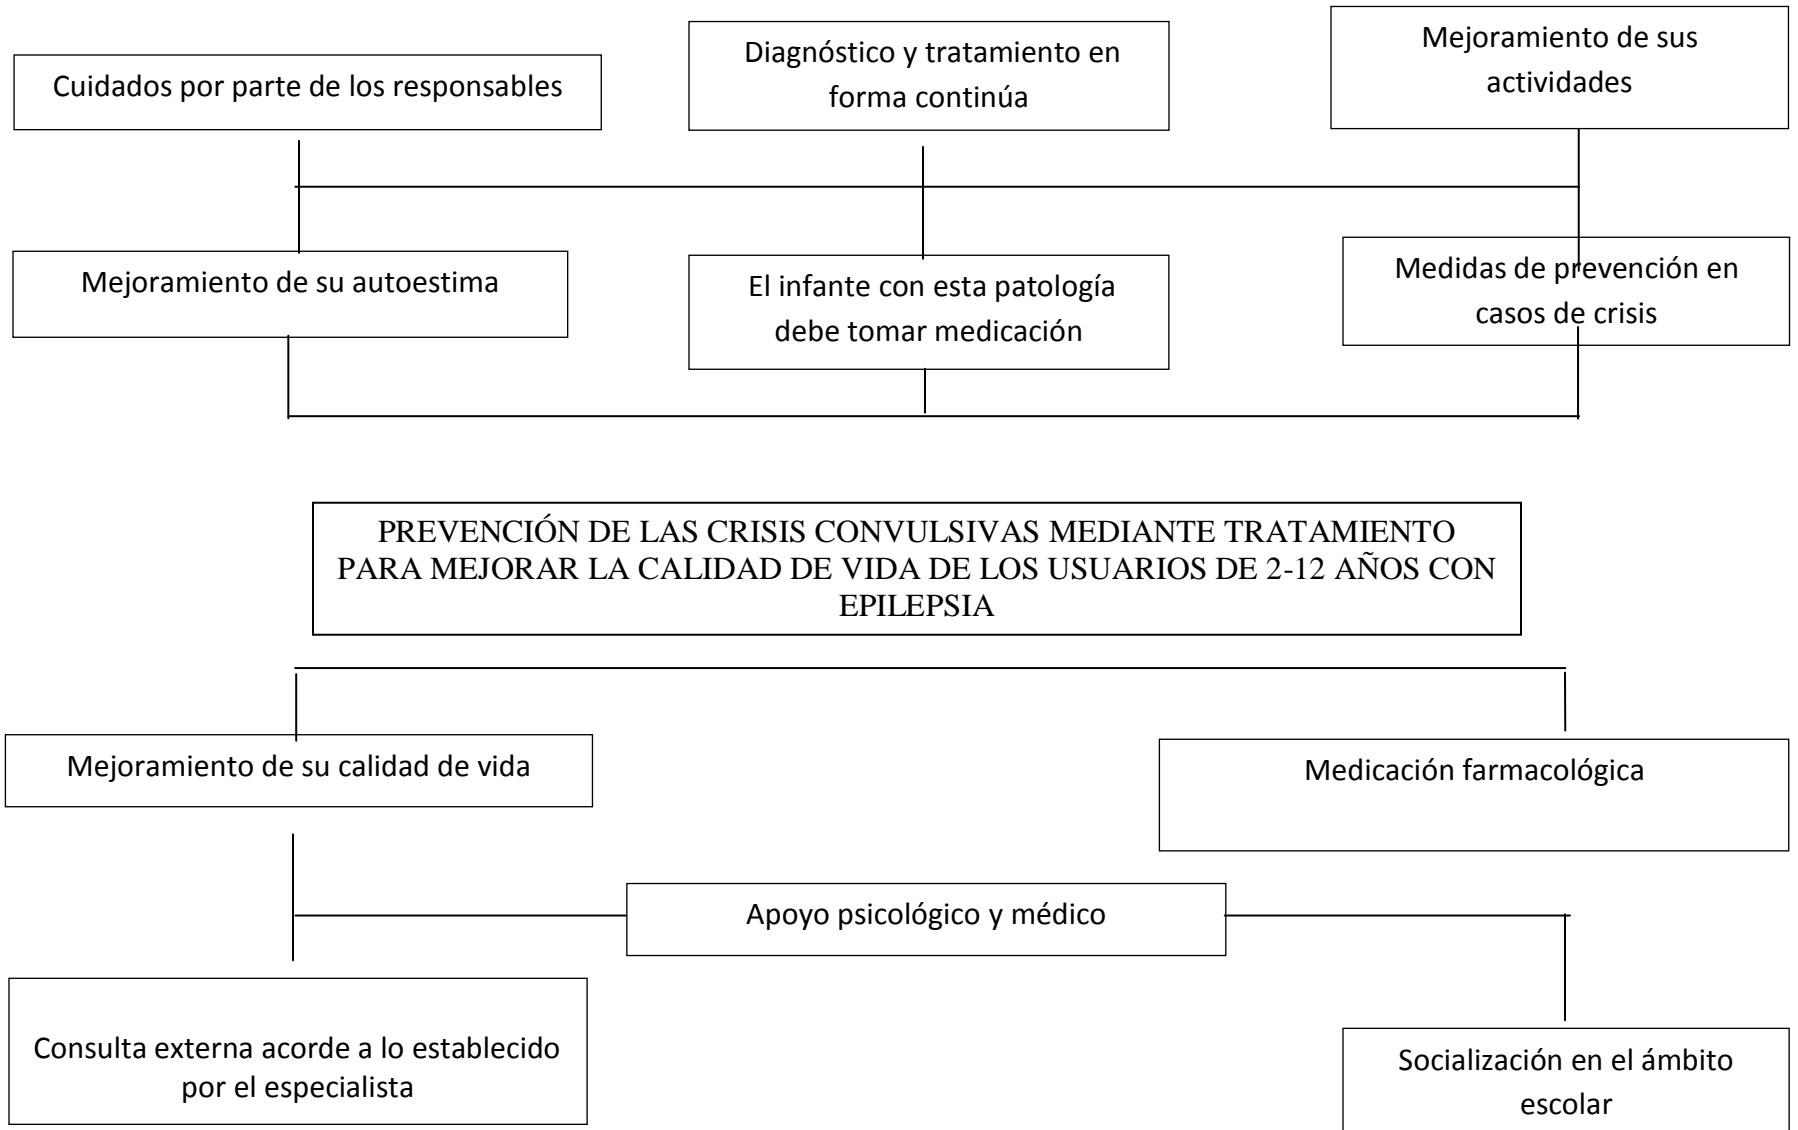 Cuidados por parte de los responsables
Diagnóstico y tratamiento en
forma continúa
Mejoramiento de sus
actividades
Mejoramiento de su autoestima
El infante con esta patología
debe tomar medicación
Medidas de prevención en
casos de crisis
PREVENCIÓN DE LAS CRISIS CONVULSIVAS MEDIANTE TRATAMIENTO
PARA MEJORAR LA CALIDAD DE VIDA DE LOS USUARIOS DE 2-12 AÑOS CON
EPILEPSIA
Mejoramiento de su calidad de vida
Medicación farmacológica
Apoyo psicológico y médico
Consulta externa acorde a lo establecido
por el especialista
Socialización en el ámbito
escolar